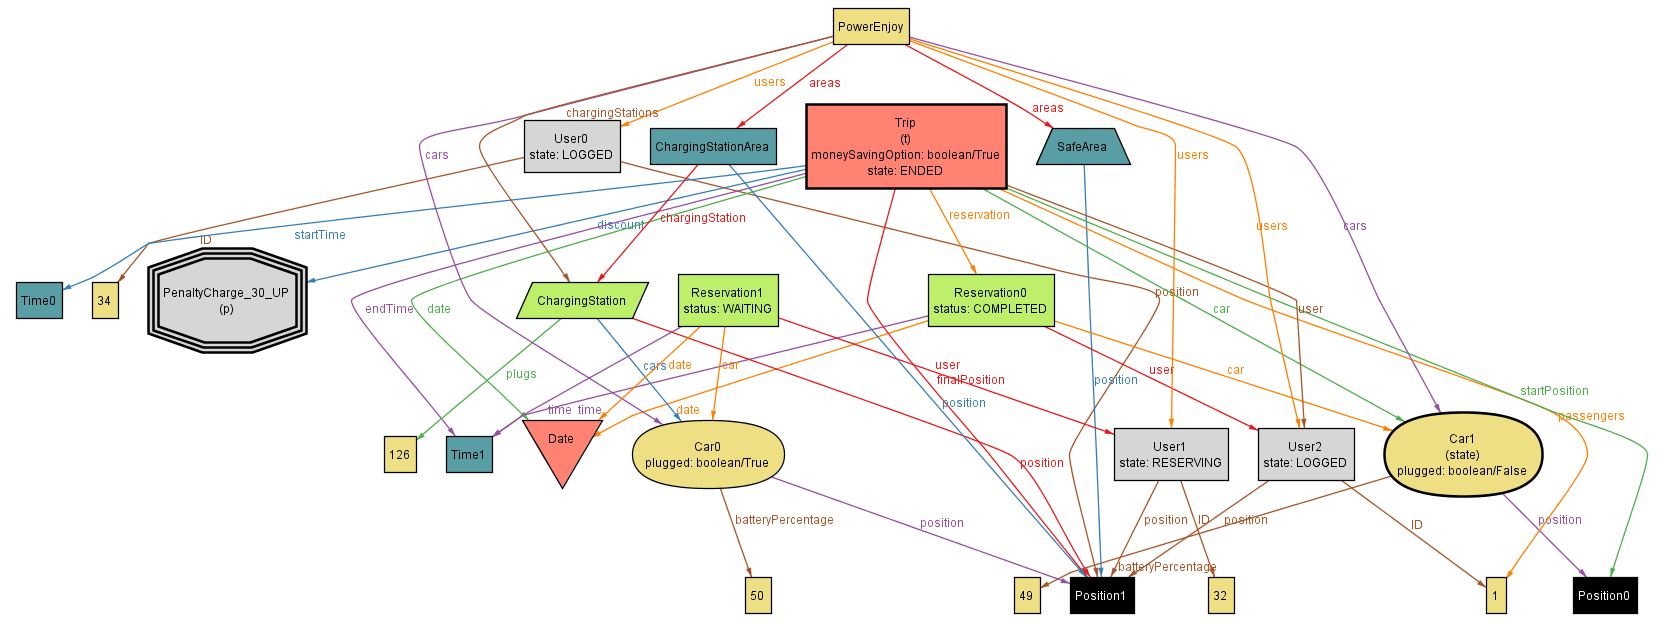 PowerEnjoy
users
areas
chargingStations
areas
User0
state: LOGGED
ChargingStationArea
Trip
(t)
moneySavingOption: boolean/True
state: ENDED
SafeArea
cars
users
chargingStation
reservation
users
cars
ID
startTime
discount
Time0
34
PenaltyCharge_30_UP
(p)
ChargingStation
Reservation1
status: WAITING
Reservation0
status: COMPLETED
position
endTime
date
car
user
plugs
cars
date
car
user
finalPosition
position
position
user
car
startPosition
passengers
time
time
date
126
Time1
Date
Car0
plugged: boolean/True
position
User1
state: RESERVING
User2
state: LOGGED
Car1
(state)
plugged: boolean/False
batteryPercentage
position
position
ID
position
ID
position
batteryPercentage
50
49
Position1
32
1
Position0